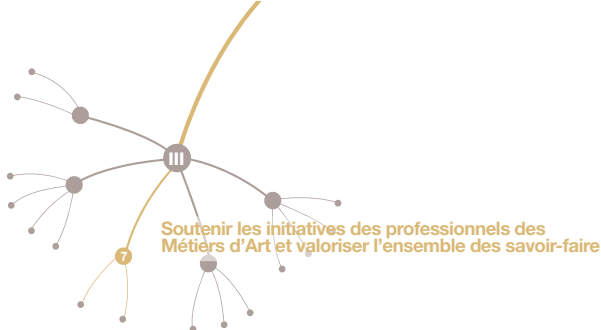 III
Soutenir les initiatives des professionnels des
Métiers d'Art et valoriser l'ensemble des savoir-faire
7